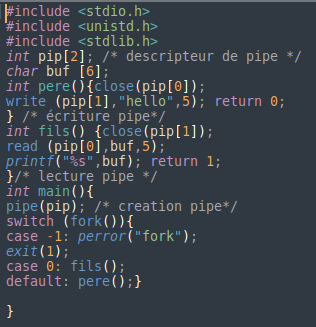 #include <stdio.h>
#include <unistd.h>
#include <stdlib.h>
int pip[2]; /* descripteur de pipe */
char buf [6];
int pere(){close(pip[0]);
write (pip[1],"hello",5); return 0;
} /* écriture pipe*/
int fils() {close(pip[1]);
read (pip[0],buf,5);
printf("%s",buf); return 1;
}/* lecture pipe */
int main(){
pipe(pip); /* creation pipe*/
switch (fork()){
case -1: perror("fork");
exit(1);
case 0: fils();
default: pere();}
}